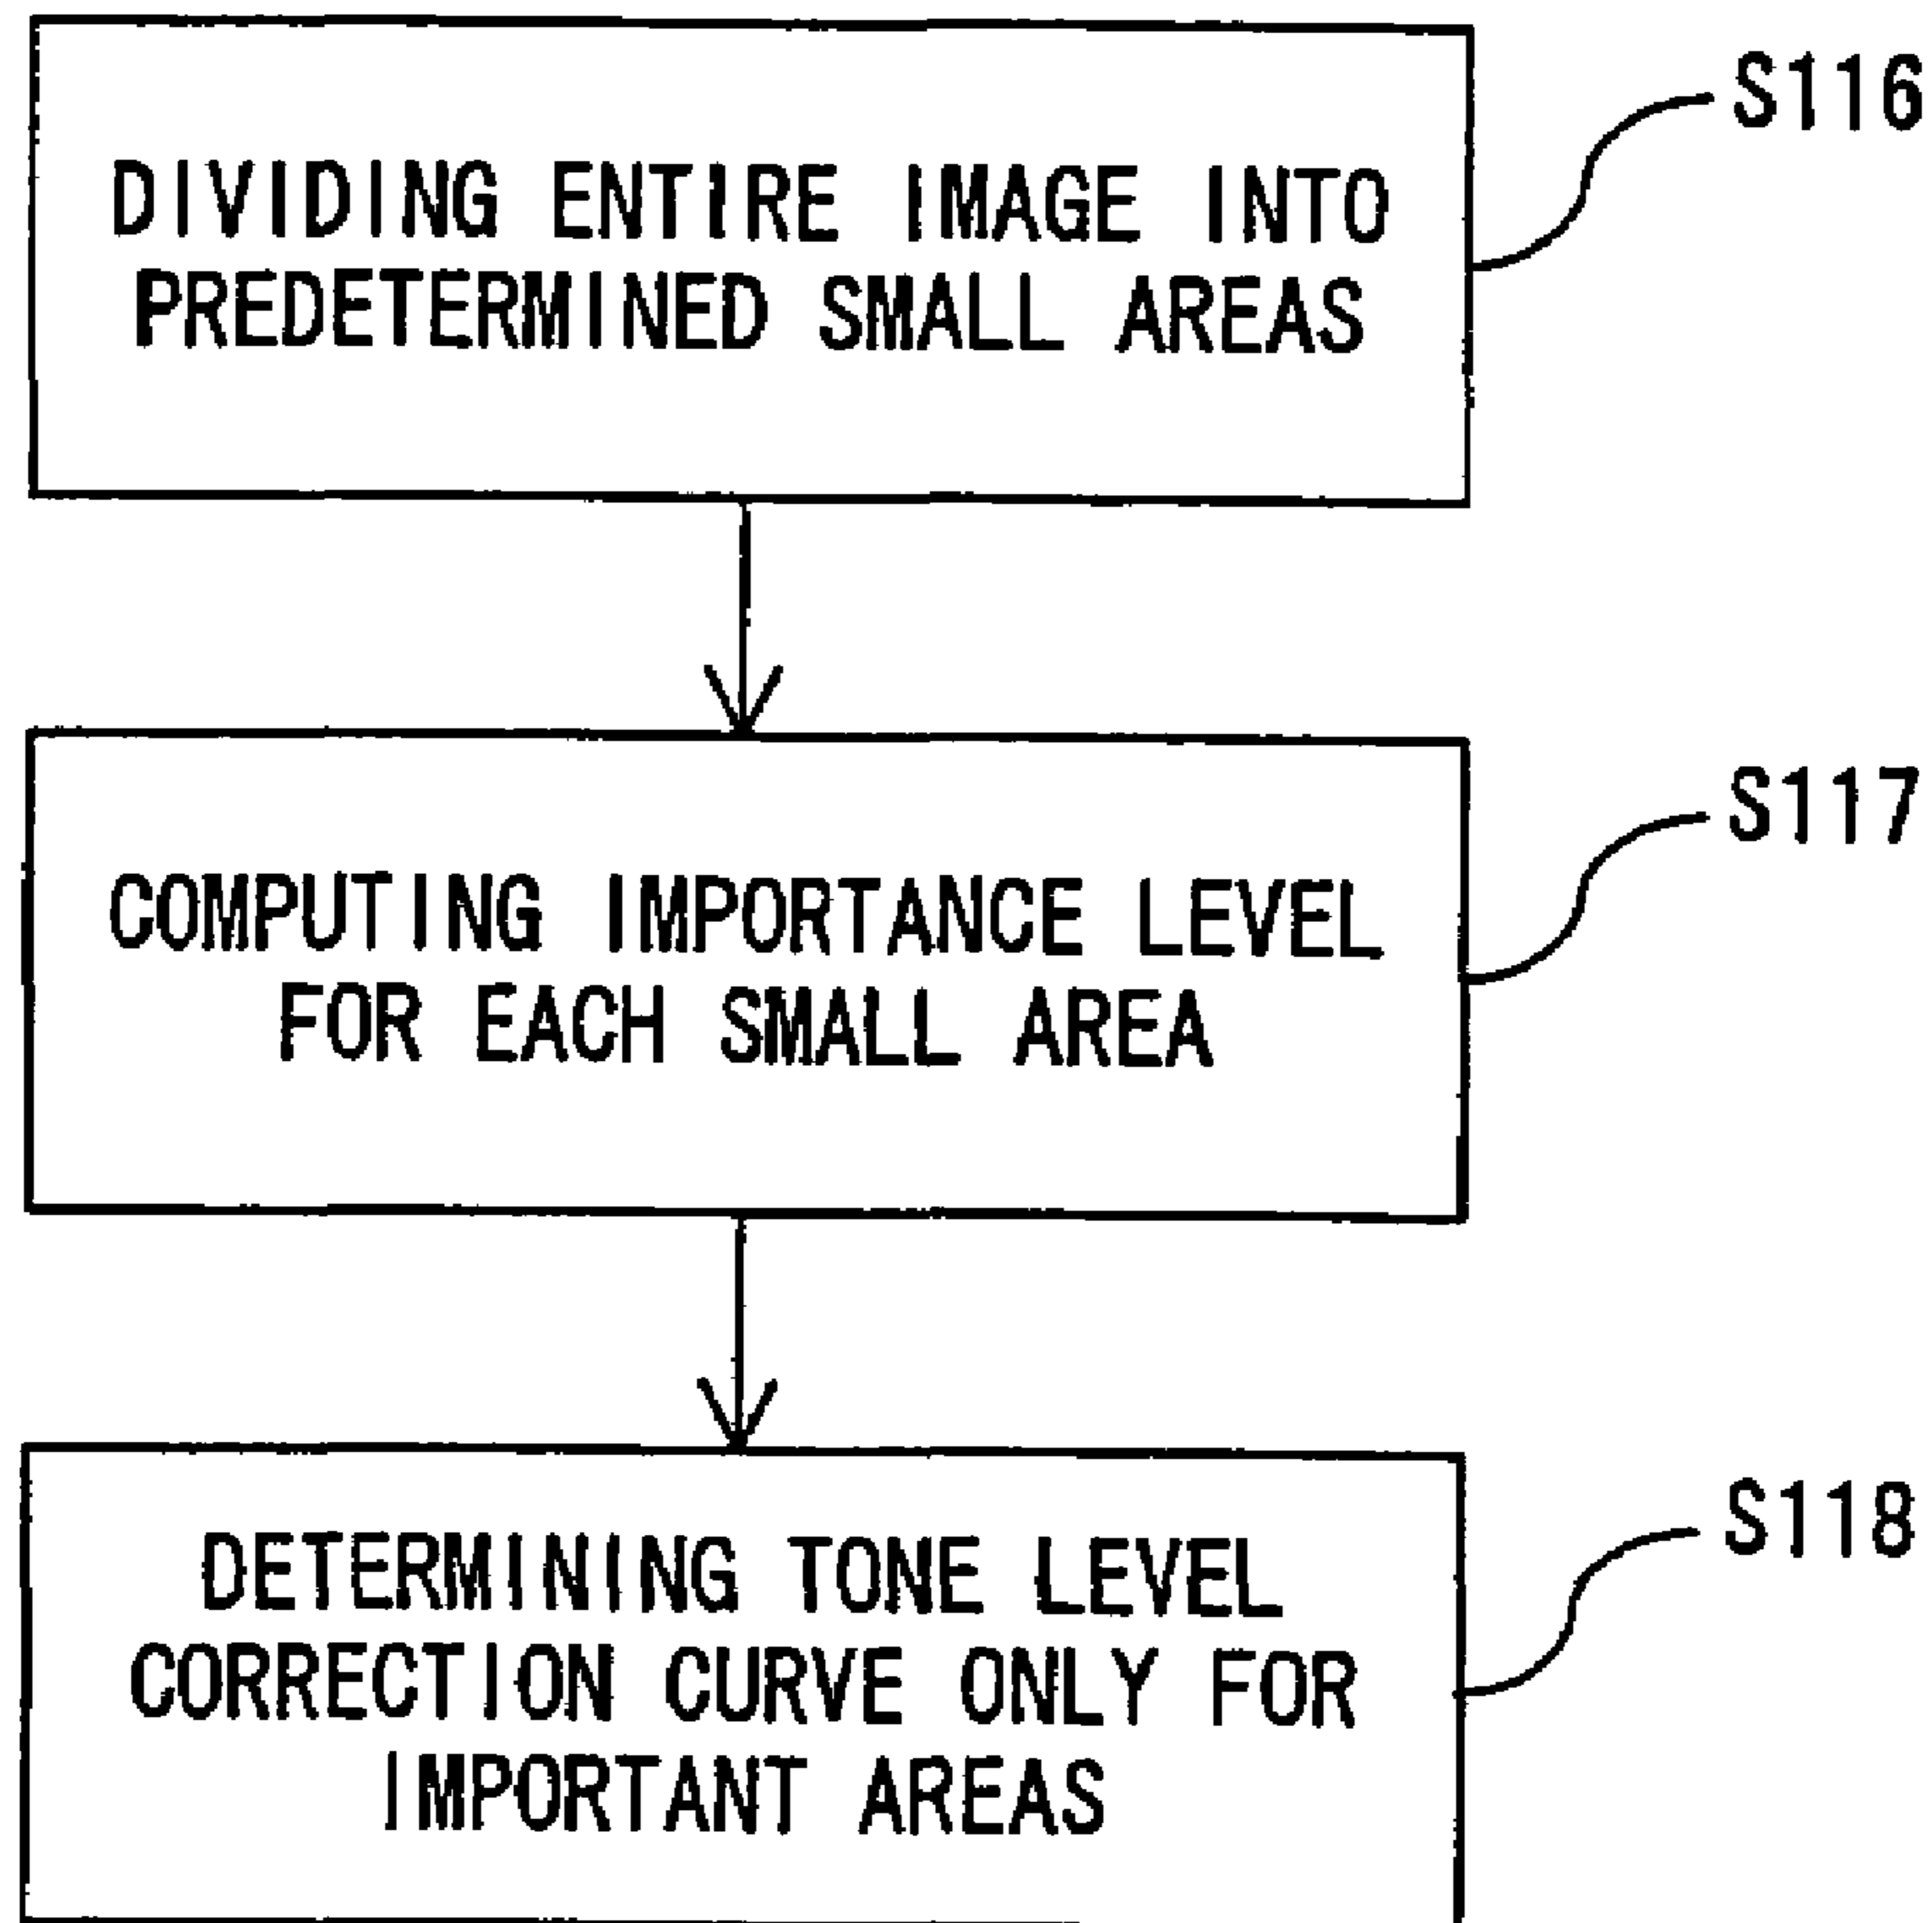 S116
DIVIDING ENTIRE IMAGE INTO
PREDETERMINED SMALL AREAS
S117
COMPUTING IMPORTANCE LEVEL
FOR EACH SMALL AREA
S118
DETERMINING TONE LEVEL
CORRECTION CURVE ONLY FOR
IMPORTANT AREAS